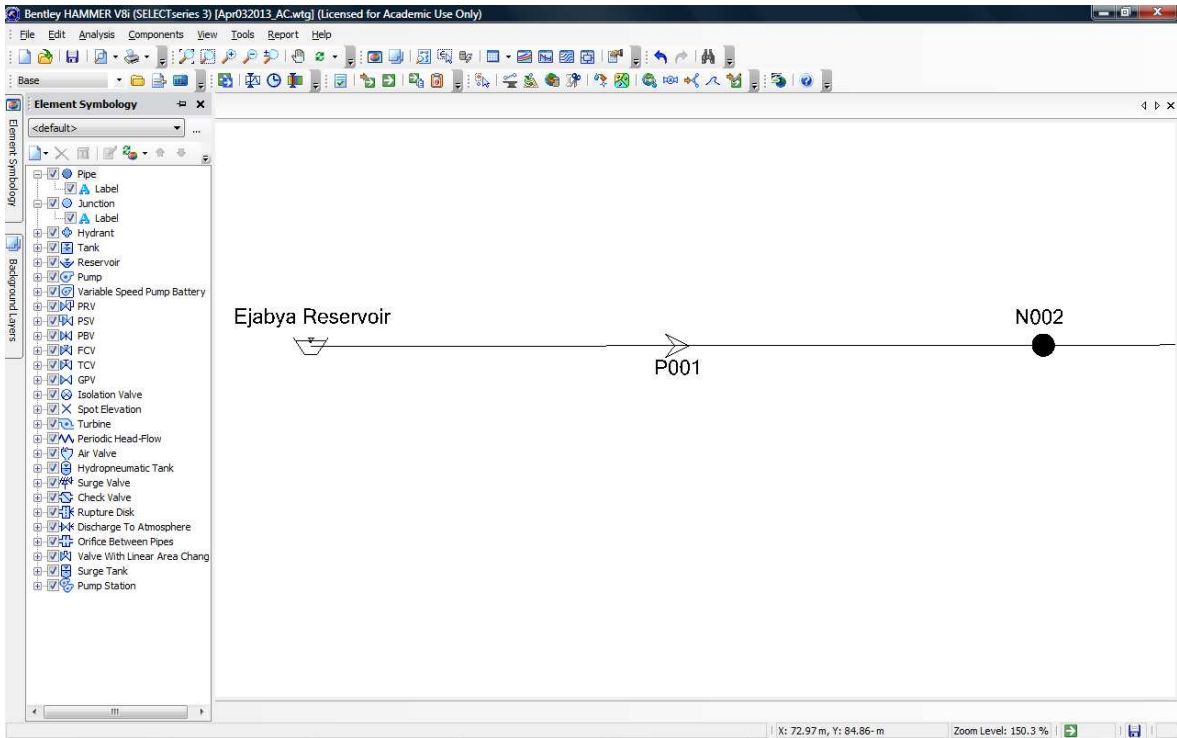 Bentley HAMMER V8i (SELECTseries 3) [Apr032013_AC.wtg] (Licensed for Academic Use Only)
File Edit Analysis Components View Tools Report Help
Base
Element Symbology
<default>
...
Element Symbology
Background Layers
Pipe
Label
Junction
Label
Hydrant
Tank
Reservoir
Pump
Variable Speed Pump Battery
PRV
PSV
PBV
FCV
TCV
GPV
Isolation Valve
Spot Elevation
Turbine
Periodic Head-Flow
Air Valve
Hydropneumatic Tank
Surge Valve
Check Valve
Rupture Disk
Discharge To Atmosphere
Orifice Between Pipes
Valve With Linear Area Chang
Surge Tank
Pump Station
Ejabya Reservoir
P001
N002
X: 72.97 m, Y: 84.86- m
Zoom Level: 150.3 %